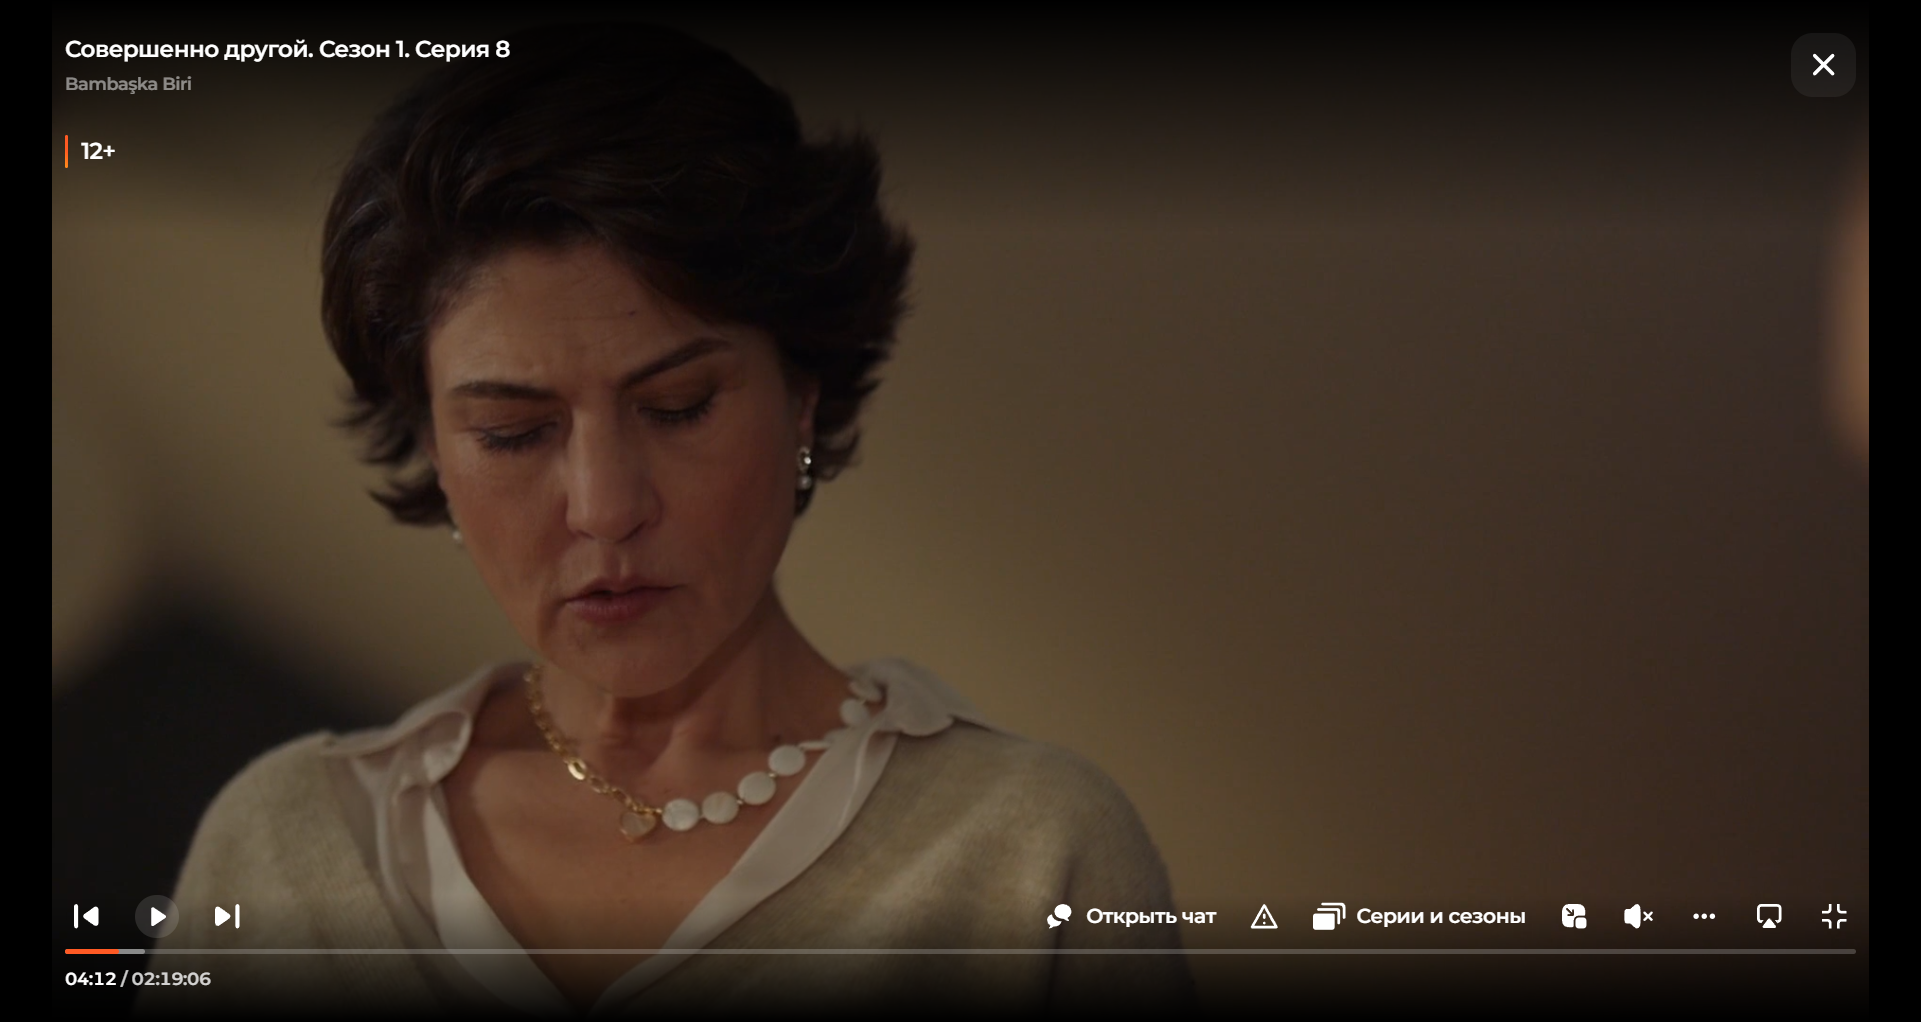 Совершенно другой. Сезон 1. Серия 8
Bambaşka Biri
12+
Открыть чат
Серии и сезоны
04:12 / 02:19:06